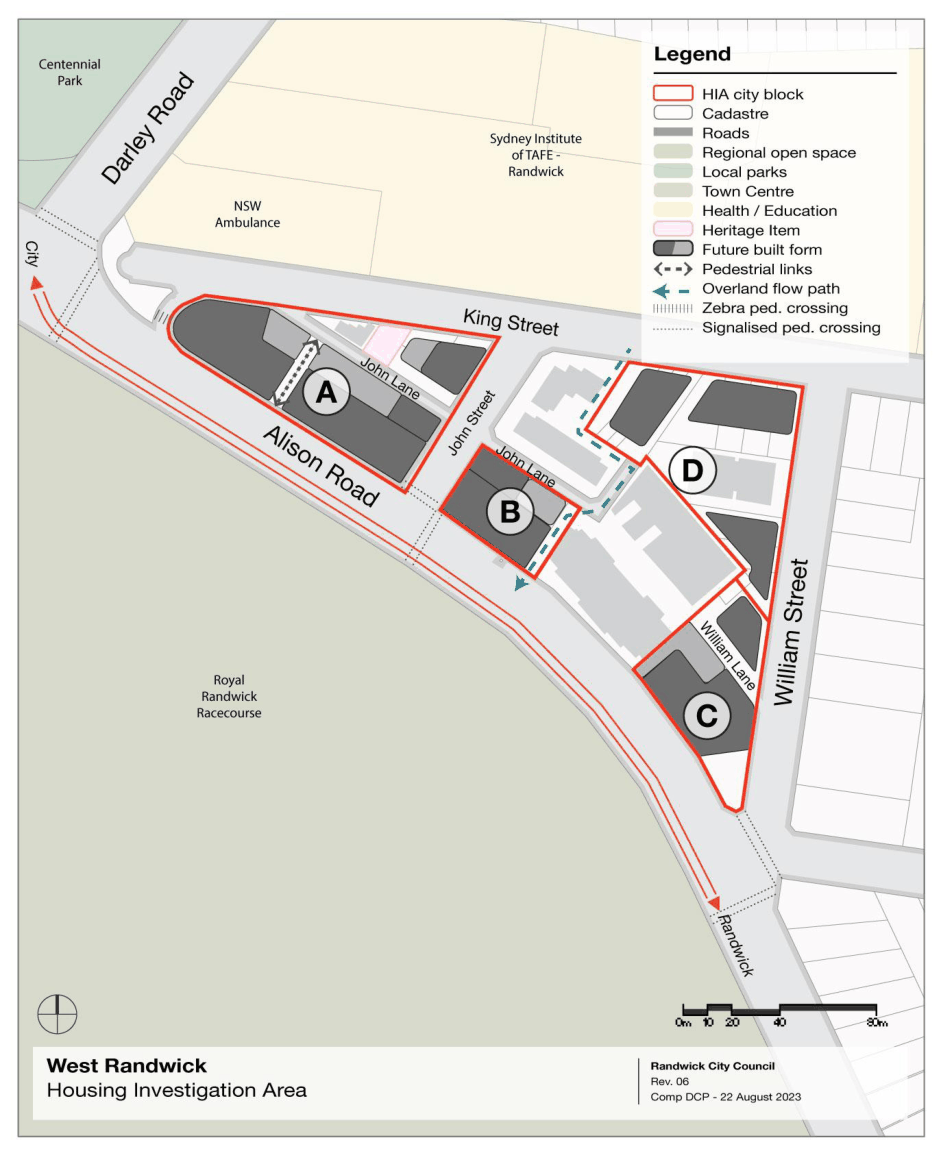 Centennial
Park
Darley Road
City
NSW
Ambulance
Sydney Institute
of TAFE -
Randwick
Legend
HIA city block
Cadastre
Roads
Regional open space
Local parks
Town Centre
Health / Education
Heritage Item
Future built form
Pedestrial links
Overland flow path
Zebra ped. crossing
Signalised ped. crossing
King Street
John Lane
A
John Street
Alison Road
John Lane
B
D
William Street
William Lane
C
Royal
Randwick
Racecourse
Randwick
0m 10 20 40 80m
West Randwick
Housing Investigation Area
Randwick City Council
Rev. 06
Comp DCP - 22 August 2023